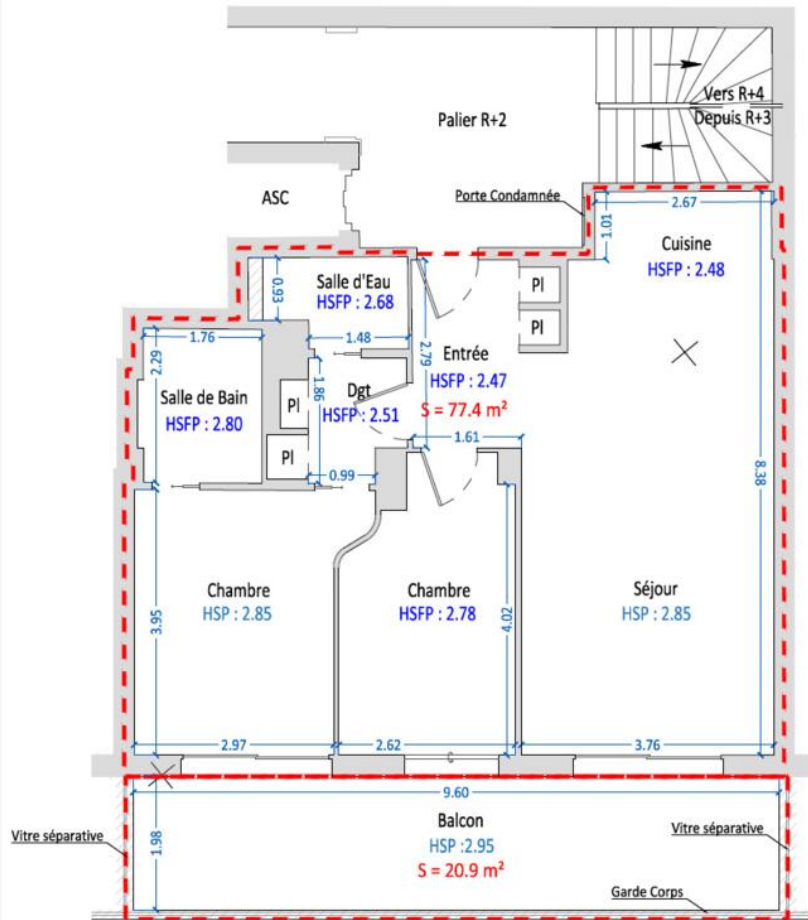 Vers R+4
Depuis R+3
Palier R+2
ASC
Porte Condamnée
2.67
1.01
Cuisine
HSFP : 2.48
Salle d'Eau
HSFP : 2.68
0.93
1.48
Pl
Pl
2.79
Entrée
HSFP : 2.47
S = 77.4 m²
1.61
1.76
2.29
Salle de Bain
HSFP : 2.80
1.86
Dgt
HSFP : 2.51
Pl
Pl
0.99
8.38
Chambre
HSP : 2.85
3.95
2.97
Chambre
HSFP : 2.78
4.02
2.62
Séjour
HSP : 2.85
3.76
9.60
Balcon
HSP :2.95
S = 20.9 m²
1.98
Vitre séparative
Vitre séparative
Garde Corps